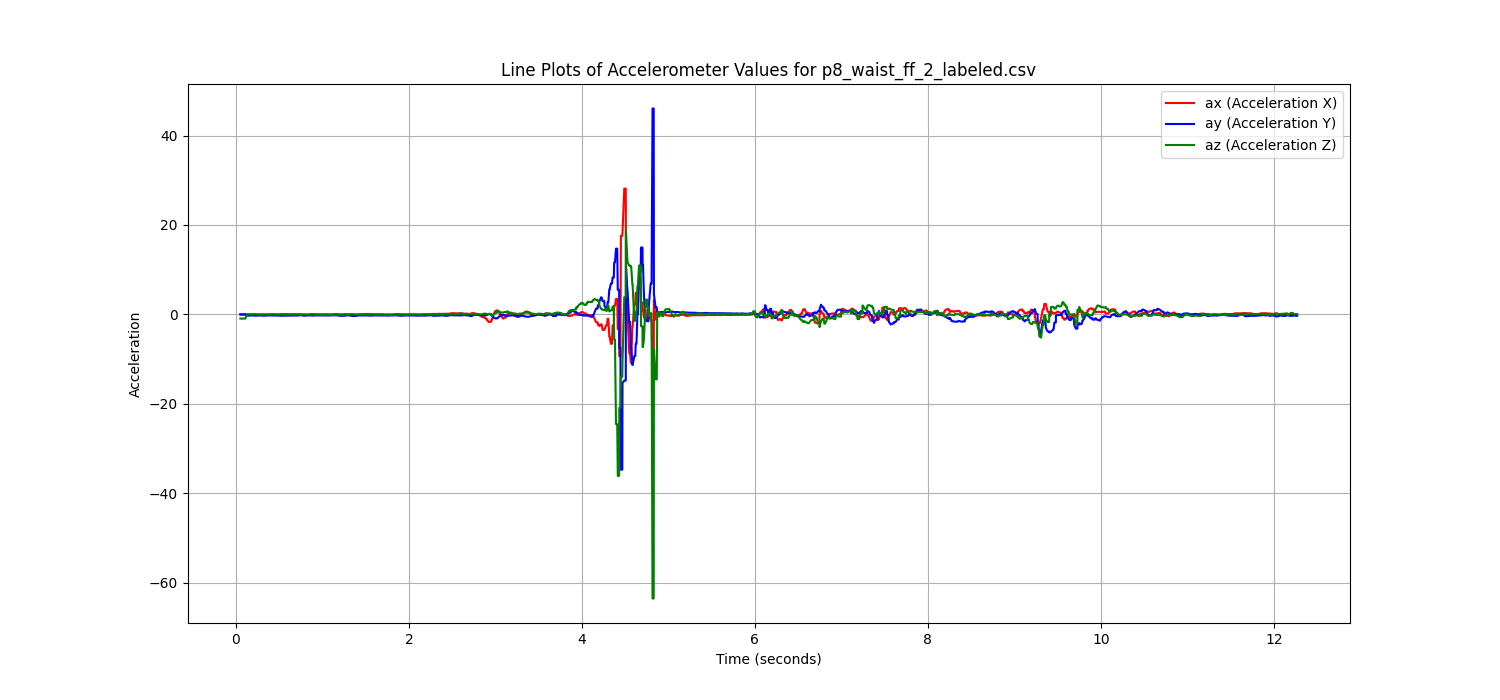 Line Plots of Accelerometer Values for p8_waist_ff_2_labeled.csv
ax (Acceleration X)
ay (Acceleration Y)
az (Acceleration Z)
Acceleration
40
20
0
−20
−40
−60
0 2 4 6 8 10 12
Time (seconds)